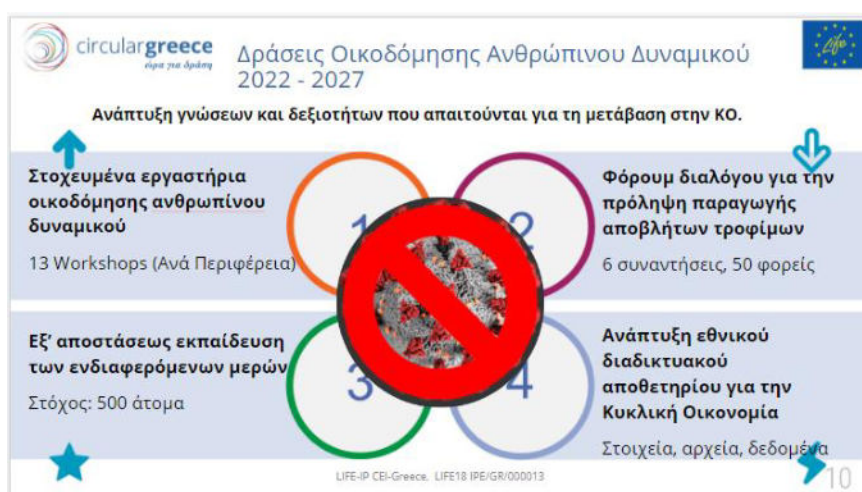 circulargreece
ώρα για δράση
Δράσεις Οικοδόμησης Ανθρώπινου Δυναμικού
2022 - 2027
Life
Ανάπτυξη γνώσεων και δεξιοτήτων που απαιτούνται για τη μετάβαση στην ΚΟ.
Στοχευμένα εργαστήρια
οικοδόμησης ανθρωπίνου
δυναμικού
13 Workshops (Ανά Περιφέρεια)
1
2
Φόρουμ διαλόγου για την
πρόληψη παραγωγής
αποβλήτων τροφίμων
6 συναντήσεις, 50 φορείς
Εξ’ αποστάσεως εκπαίδευση
των ενδιαφερόμενων μερών
Στόχος: 500 άτομα
3
4
Ανάπτυξη εθνικού
διαδικτυακού
αποθετηρίου για την
Κυκλική Οικονομία
Στοιχεία, αρχεία, δεδομένα
LIFE-IP CEI-Greece. LIFE18 IPE/GR/000013
10